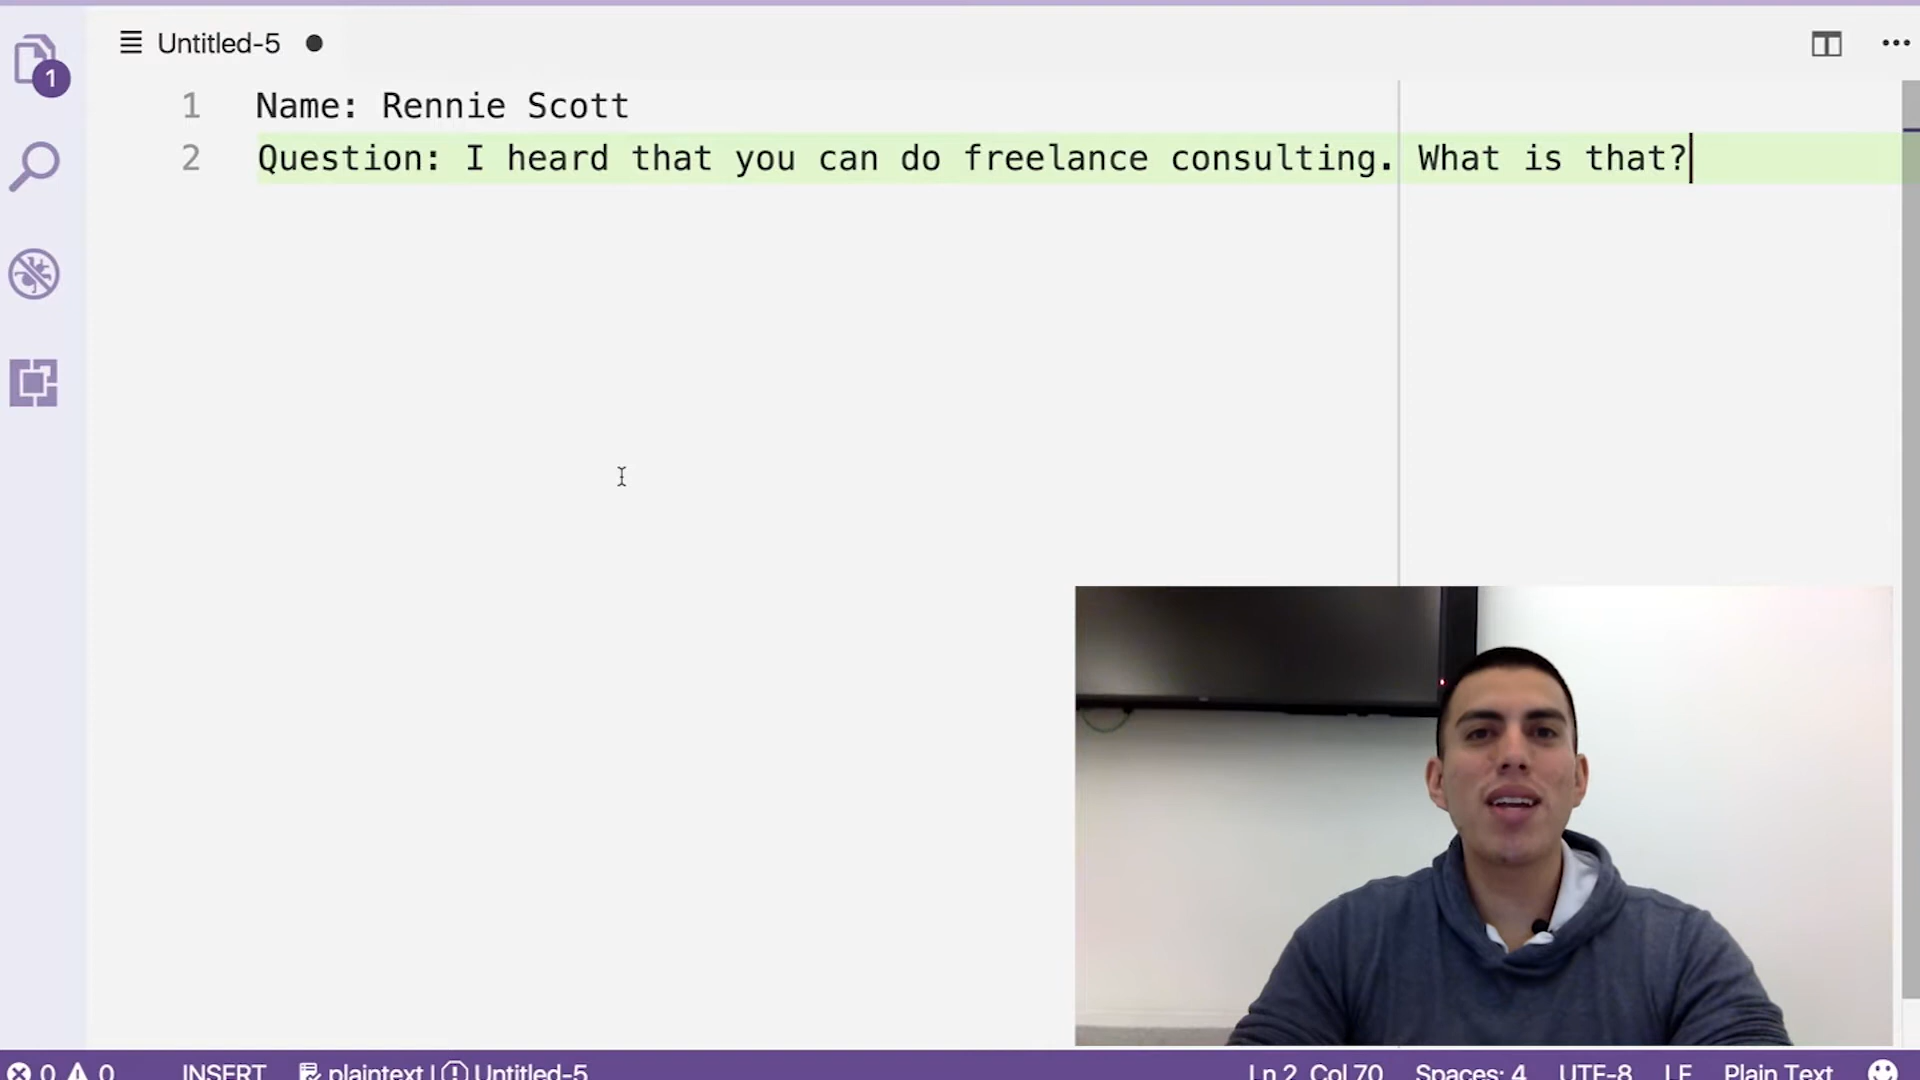 Untitled-5
1
1 Name: Rennie Scott
2 Question: I heard that you can do freelance consulting. What is that?
0 0 INSERT plaintext | Untitled-5 Ln 2, Col 70 Spaces: 4 UTF-8 LF Plain Text